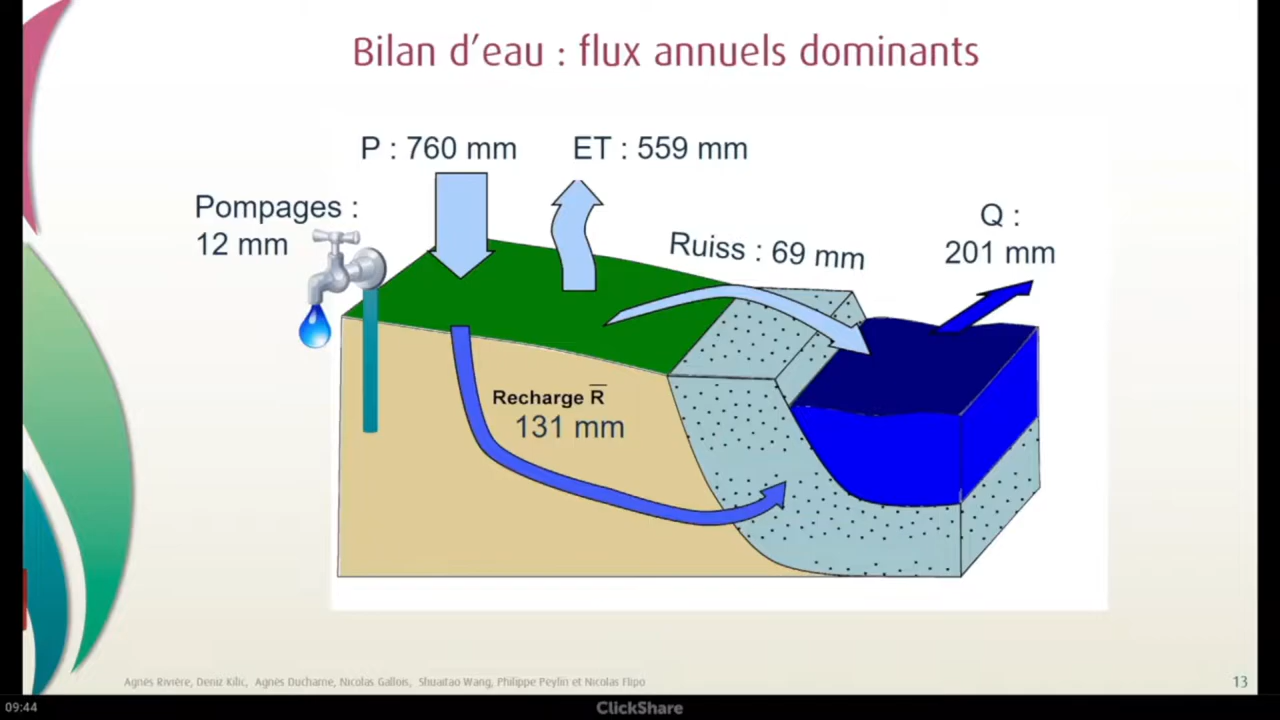 Bilan d'eau : flux annuels dominants
P : 760 mm
ET : 559 mm
Pompages :
12 mm
Ruiss : 69 mm
Q :
201 mm
Recharge R̅
131 mm
Agnès Rivière, Deniz Kilic, Agnès Ducharne, Nicolas Gallois, Shuaitao Wang, Philippe Peylin et Nicolas Flipo
13
09:44
ClickShare